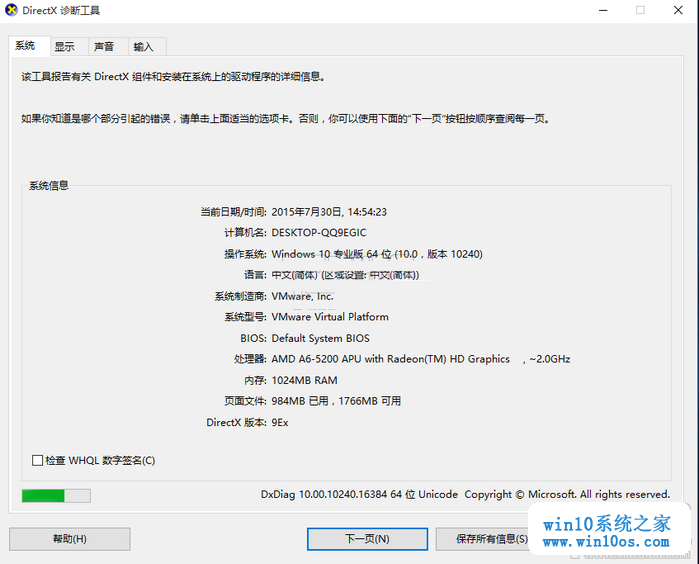 DirectX 诊断工具
系统 显示 声音 输入
该工具报告有关 DirectX 组件和安装在系统上的驱动程序的详细信息。
如果你知道是哪个部分引起的错误，请单击上面适当的选项卡。否则，你可以使用下面的"下一页"按钮按顺序查阅每一页。
系统信息
当前日期/时间: 2015年7月30日, 14:54:23
计算机名: DESKTOP-QQ9EGIC
操作系统: Windows 10 专业版 64 位 (10.0, 版本 10240)
语言: 中文(简体) (区域设置: 中文(简体))
系统制造商: VMware, Inc.
系统型号: VMware Virtual Platform
BIOS: Default System BIOS
处理器: AMD A6-5200 APU with Radeon(TM) HD Graphics , ~2.0GHz
内存: 1024MB RAM
页面文件: 984MB 已用, 1766MB 可用
DirectX 版本: 9Ex
检查 WHQL 数字签名(C)
DxDiag 10.00.10240.16384 64 位 Unicode Copyright © Microsoft. All rights reserved.
帮助(H) 下一页(N) 保存所有信息(S)
win10系统之家
www.win10os.com